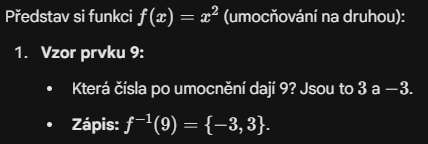 Představ si funkci f(x) = x² (umocňování na druhou):
1. Vzor prvku 9:
• Která čísla po umocnění dají 9? Jsou to 3 a −3.
• Zápis: f⁻¹(9) = {−3, 3}.